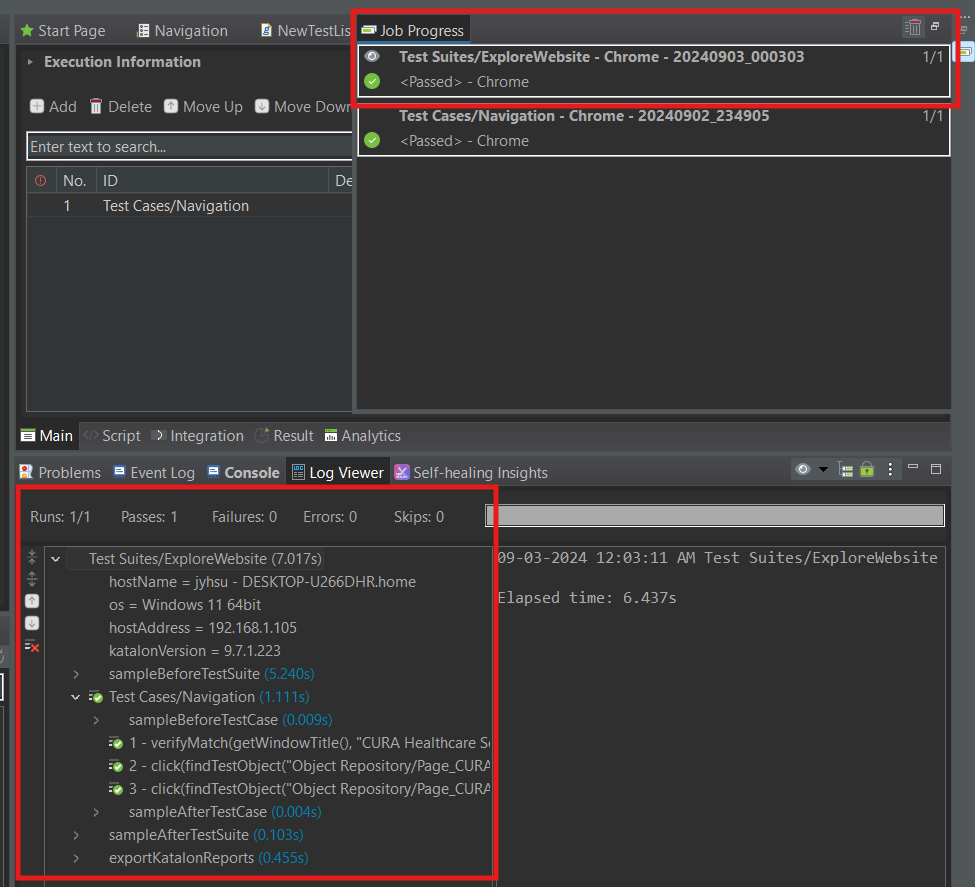 Start Page
Navigation
NewTestLis
Job Progress
Execution Information
Test Suites/ExploreWebsite - Chrome - 20240903_000303 1/1
<Passed> - Chrome
Add Delete Move Up Move Down
Test Cases/Navigation - Chrome - 20240902_234905 1/1
<Passed> - Chrome
Enter text to search...
No. ID De
1 Test Cases/Navigation
Main Script Integration Result Analytics
Problems Event Log Console Log Viewer Self-healing Insights
Runs: 1/1 Passes: 1 Failures: 0 Errors: 0 Skips: 0
Test Suites/ExploreWebsite (7.017s)
hostName = jyhsu - DESKTOP-U266DHR.home
os = Windows 11 64bit
hostAddress = 192.168.1.105
katalonVersion = 9.7.1.223
sampleBeforeTestSuite (5.240s)
Test Cases/Navigation (1.111s)
sampleBeforeTestCase (0.009s)
1 - verifyMatch(getWindowTitle(), "CURA Healthcare Se
2 - click(findTestObject("Object Repository/Page_CURA
3 - click(findTestObject("Object Repository/Page_CURA
sampleAfterTestCase (0.004s)
sampleAfterTestSuite (0.103s)
exportKatalonReports (0.455s)
09-03-2024 12:03:11 AM Test Suites/ExploreWebsite
Elapsed time: 6.437s